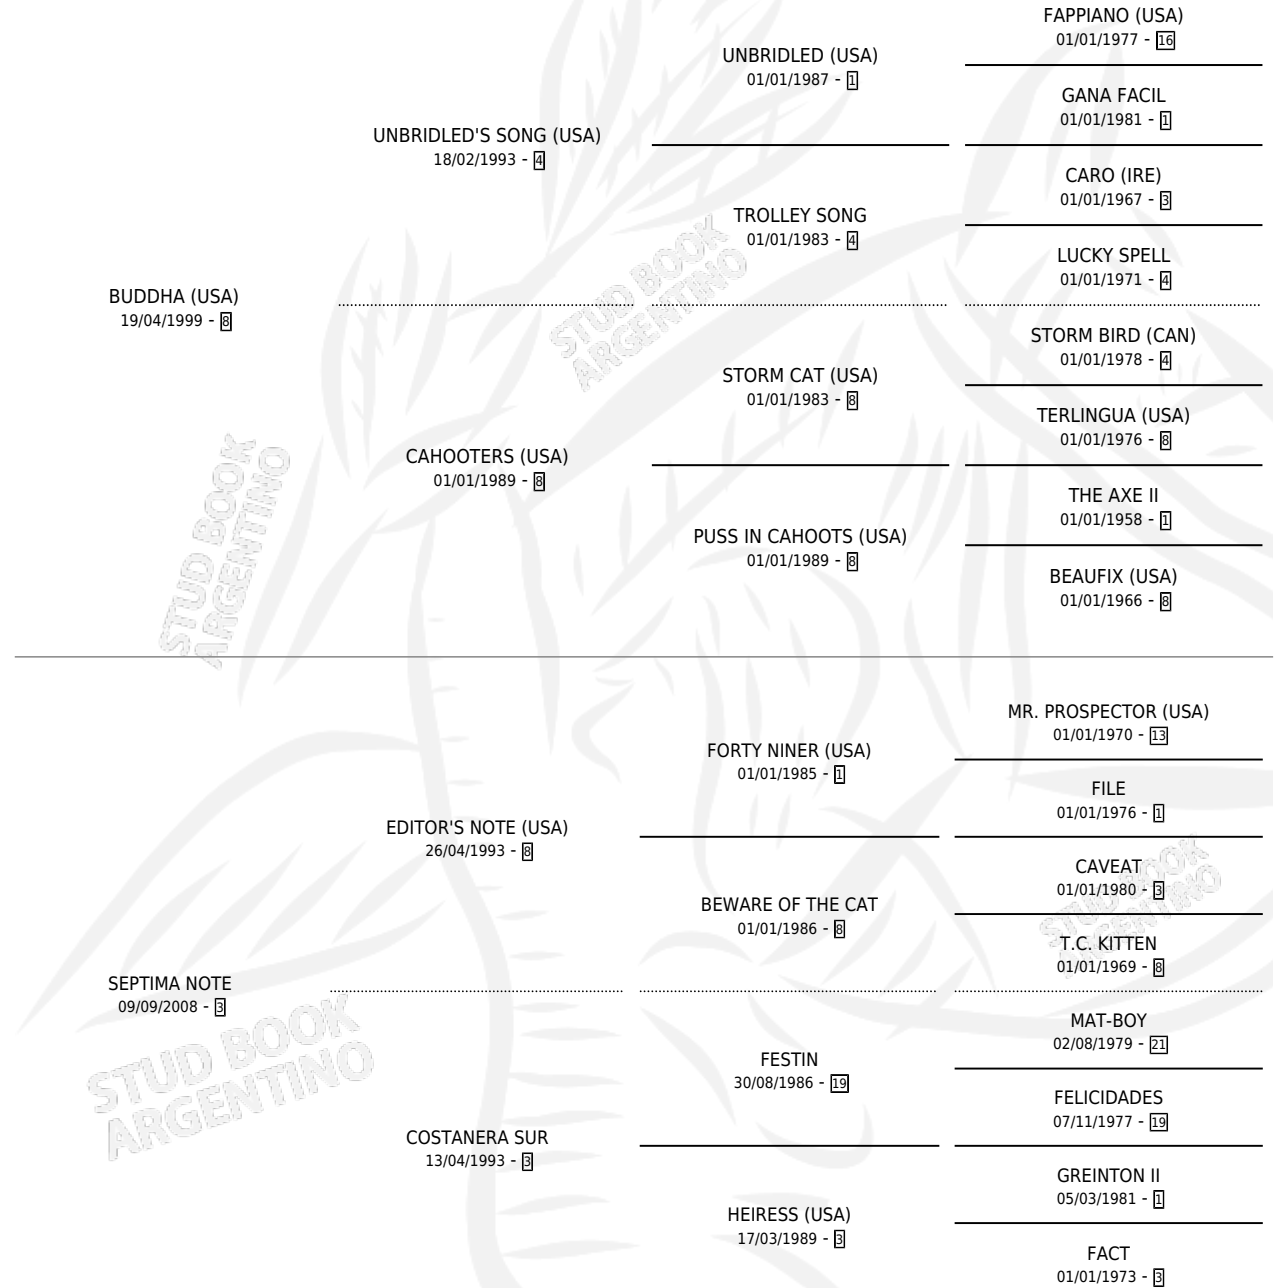 FAPPIANO (USA)
01/01/1977 - 16
UNBRIDLED (USA)
01/01/1987 - 1
GANA FACIL
01/01/1981 - 1
UNBRIDLED'S SONG (USA)
18/02/1993 - 4
CARO (IRE)
01/01/1967 - 3
TROLLEY SONG
01/01/1983 - 4
LUCKY SPELL
01/01/1971 - 4
BUDDHA (USA)
19/04/1999 - 8
STUD BOOK
ARGENTINO
STORM BIRD (CAN)
01/01/1978 - 4
STORM CAT (USA)
01/01/1983 - 8
TERLINGUA (USA)
01/01/1976 - 8
CAHOOTERS (USA)
01/01/1989 - 8
THE AXE II
01/01/1958 - 1
PUSS IN CAHOOTS (USA)
01/01/1989 - 8
BEAUFIX (USA)
01/01/1966 - 8
STUD BOOK
ARGENTINO
MR. PROSPECTOR (USA)
01/01/1970 - 13
FORTY NINER (USA)
01/01/1985 - 1
FILE
01/01/1976 - 1
EDITOR'S NOTE (USA)
26/04/1993 - 8
CAVEAT
01/01/1980 - 3
BEWARE OF THE CAT
01/01/1986 - 8
T.C. KITTEN
01/01/1969 - 8
STUD BOOK
ARGENTINO
SEPTIMA NOTE
09/09/2008 - 3
MAT-BOY
02/08/1979 - 21
FESTIN
30/08/1986 - 19
FELICIDADES
07/11/1977 - 19
STUD BOOK
ARGENTINO
COSTANERA SUR
13/04/1993 - 3
GREINTON II
05/03/1981 - 1
HEIRESS (USA)
17/03/1989 - 3
FACT
01/01/1973 - 3